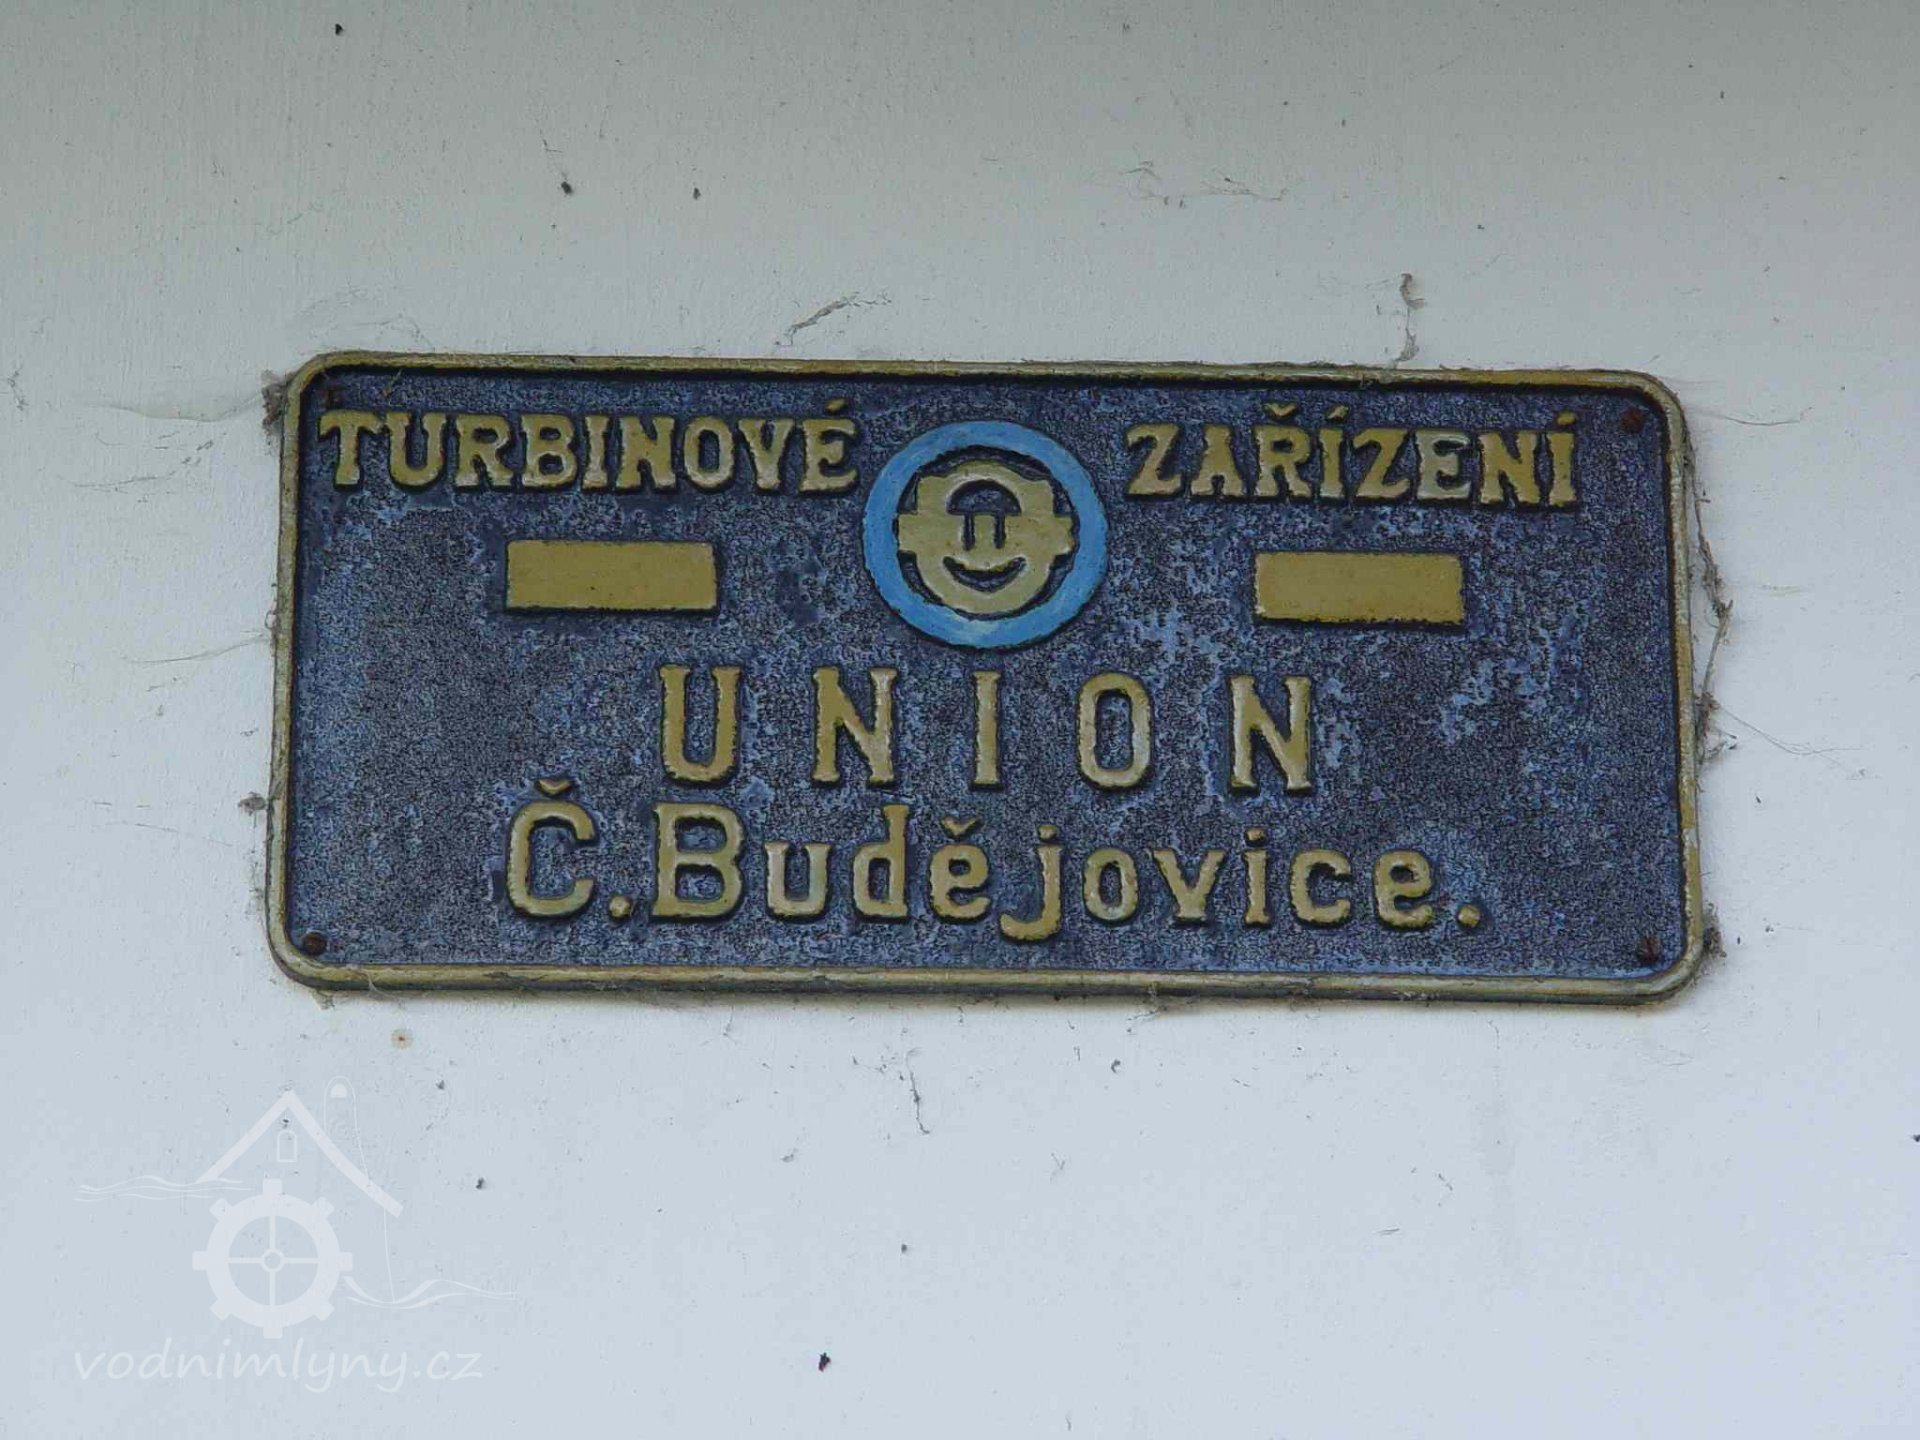 TURBINOVÉ ZAŘÍZENÍ
UNION
Č. Budějovice.
vodnimlyny.cz